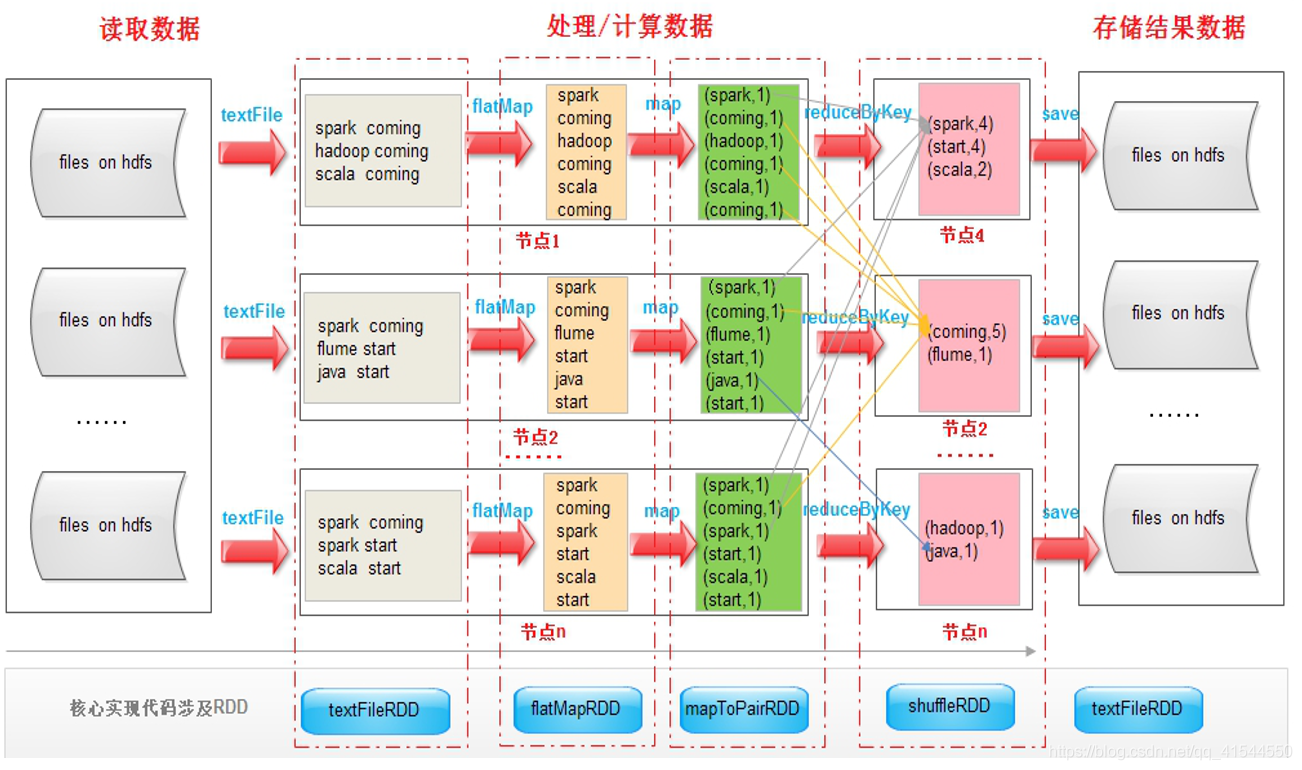 读取数据
处理/计算数据
存储结果数据
files on hdfs
textFile
spark coming
hadoop coming
scala coming
flatMap
spark
coming
hadoop
coming
scala
coming
map
(spark,1)
(coming,1)
(hadoop,1)
(coming,1)
(scala,1)
(coming,1)
reduceByKey
(spark,4)
(start,4)
(scala,2)
save
files on hdfs
节点1
节点4
files on hdfs
textFile
spark coming
flume start
java start
flatMap
spark
coming
flume
start
java
start
map
(spark,1)
(coming,1)
(flume,1)
(start,1)
(java,1)
(start,1)
reduceByKey
(coming,5)
(flume,1)
save
files on hdfs
......
节点2
......
节点2
......
......
files on hdfs
textFile
spark coming
spark start
scala start
flatMap
spark
coming
spark
start
scala
start
map
(spark,1)
(coming,1)
(spark,1)
(start,1)
(scala,1)
(start,1)
reduceByKey
(hadoop,1)
(java,1)
save
files on hdfs
节点n
节点n
核心实现代码涉及RDD
textFileRDD
flatMapRDD
mapToPairRDD
shuffleRDD
textFileRDD
https://blog.csdn.net/qq_41544550